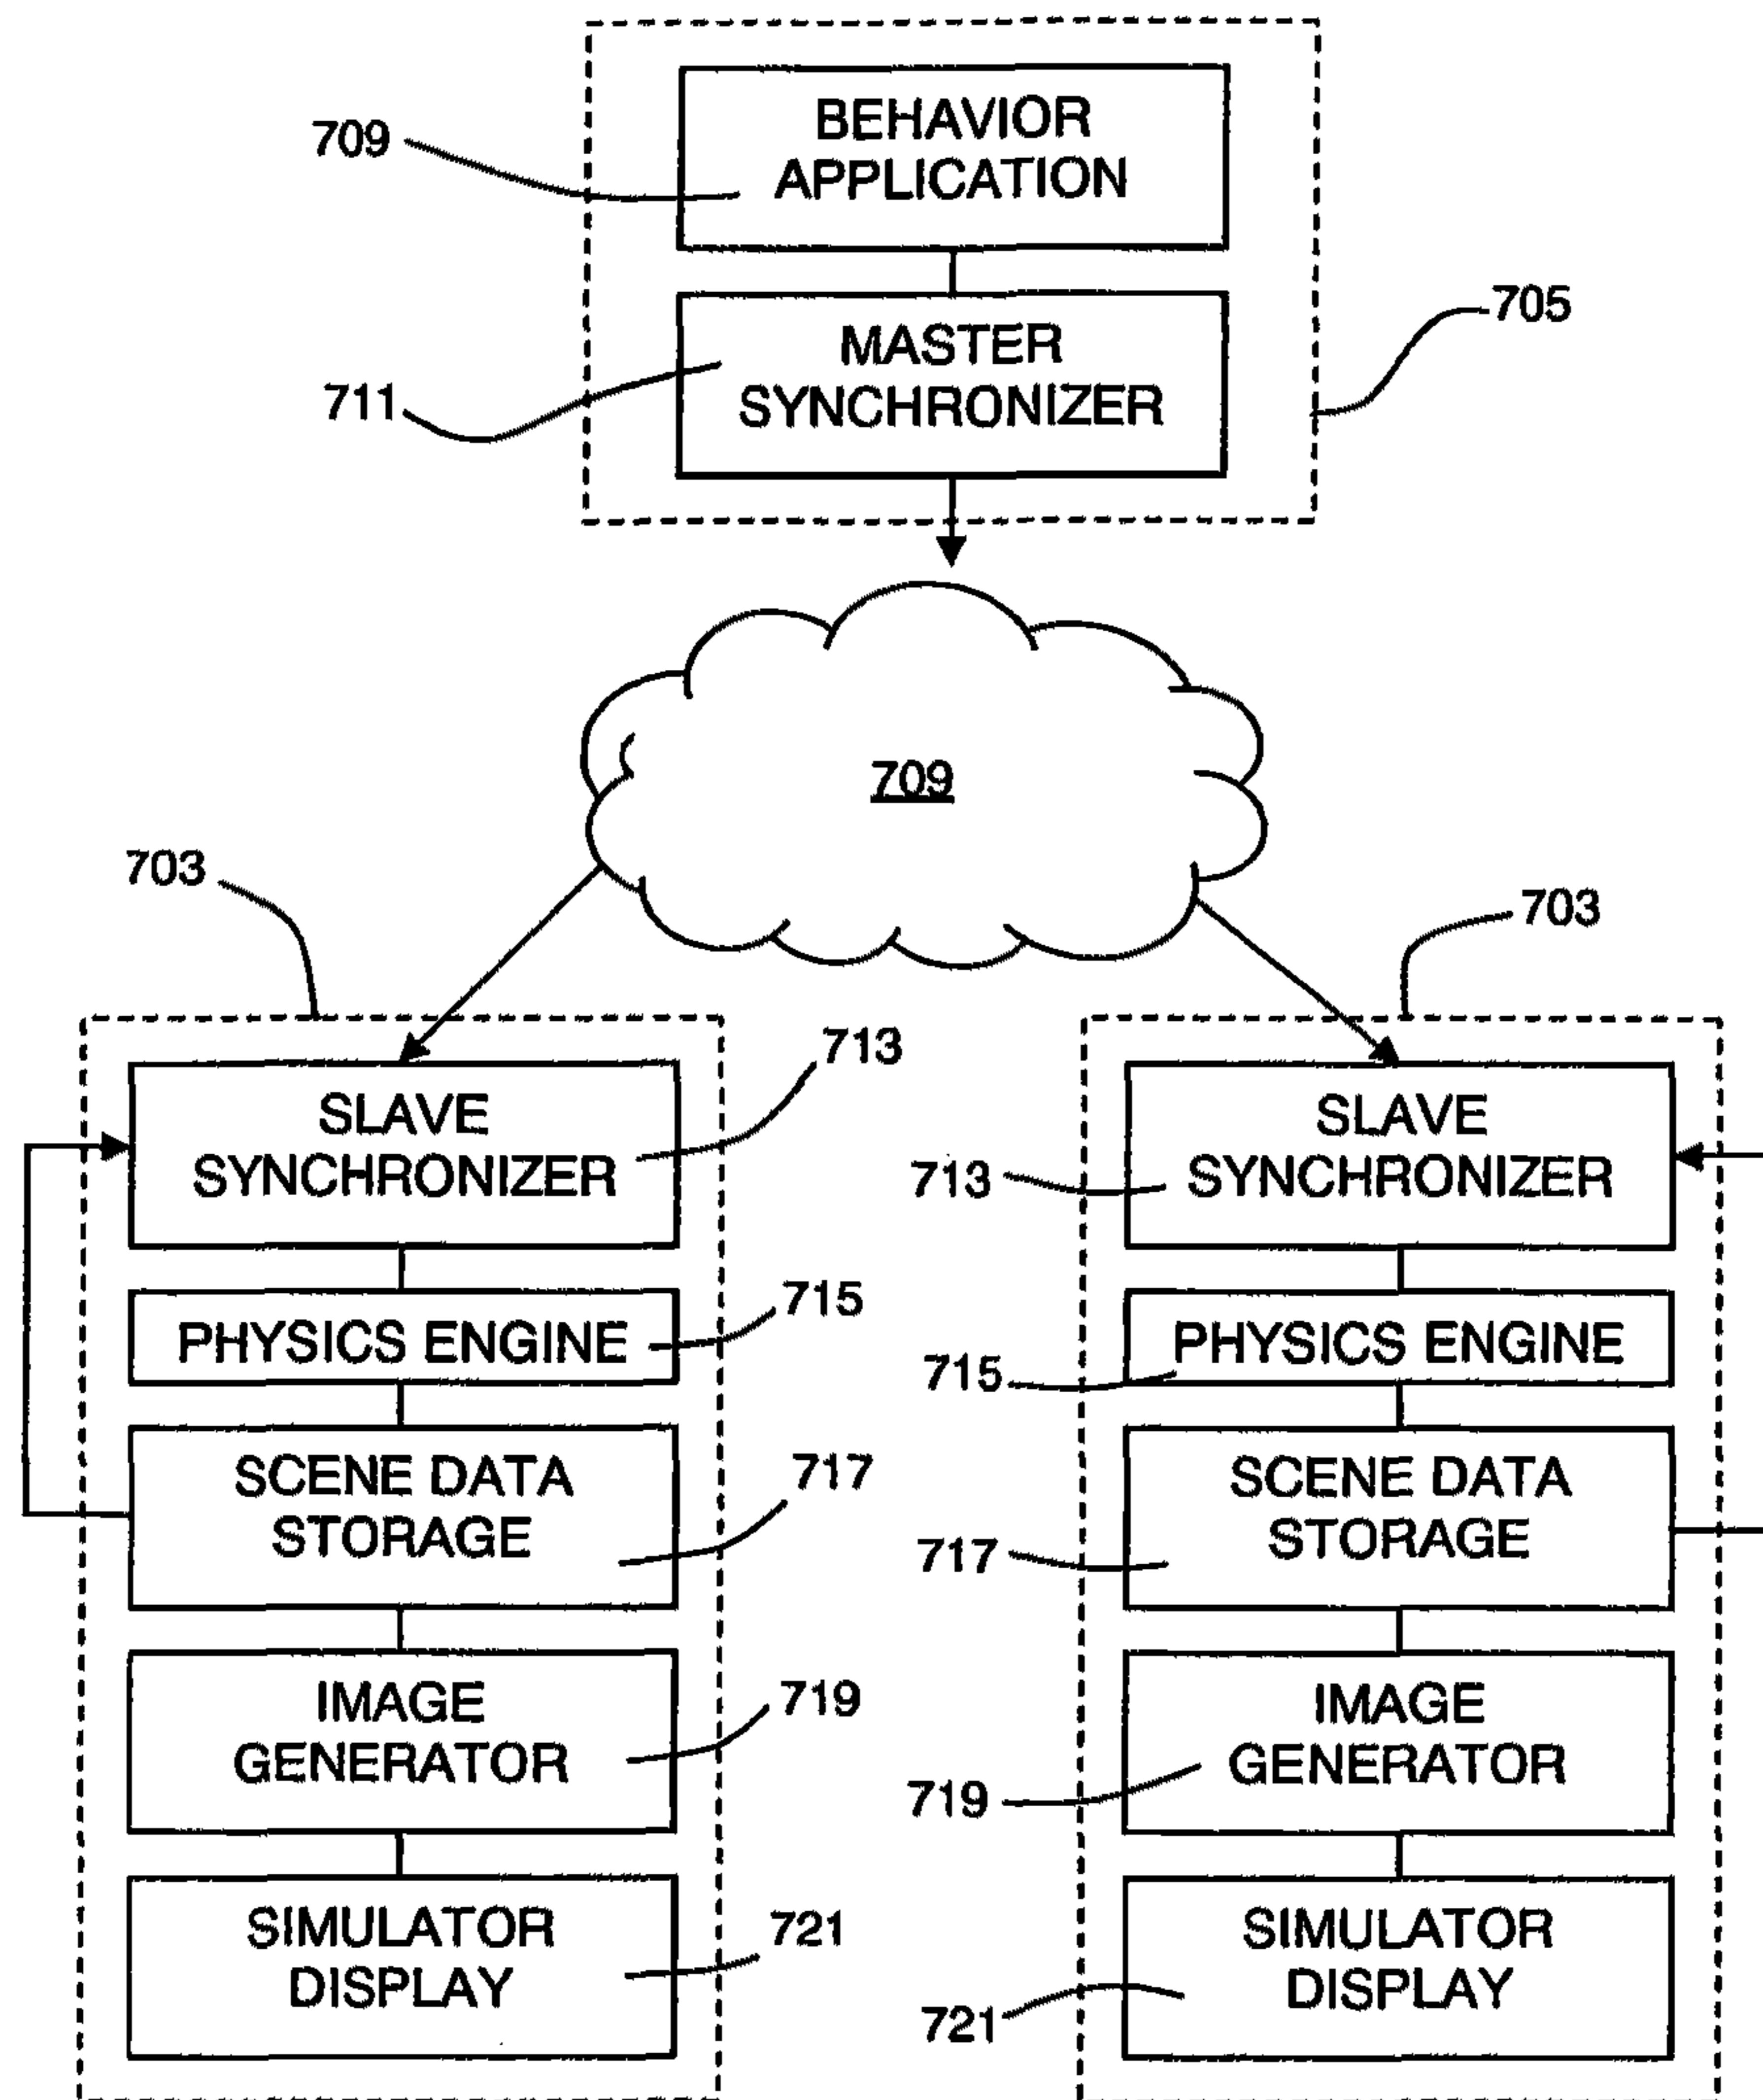 709
BEHAVIOR
APPLICATION
705
711
MASTER
SYNCHRONIZER
709
703
703
SLAVE
SYNCHRONIZER
713
PHYSICS ENGINE
715
SCENE DATA
STORAGE
717
IMAGE
GENERATOR
719
SIMULATOR
DISPLAY
721
SLAVE
SYNCHRONIZER
713
PHYSICS ENGINE
715
SCENE DATA
STORAGE
717
IMAGE
GENERATOR
719
SIMULATOR
DISPLAY
721